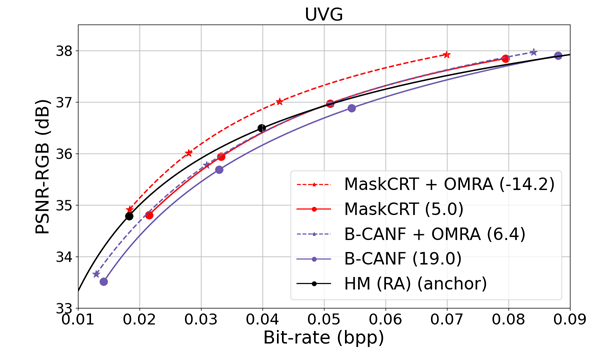 UVG
PSNR-RGB (dB)
38
37
36
35
34
33
MaskCRT + OMRA (-14.2)
MaskCRT (5.0)
B-CANF + OMRA (6.4)
B-CANF (19.0)
HM (RA) (anchor)
0.01 0.02 0.03 0.04 0.05 0.06 0.07 0.08 0.09
Bit-rate (bpp)